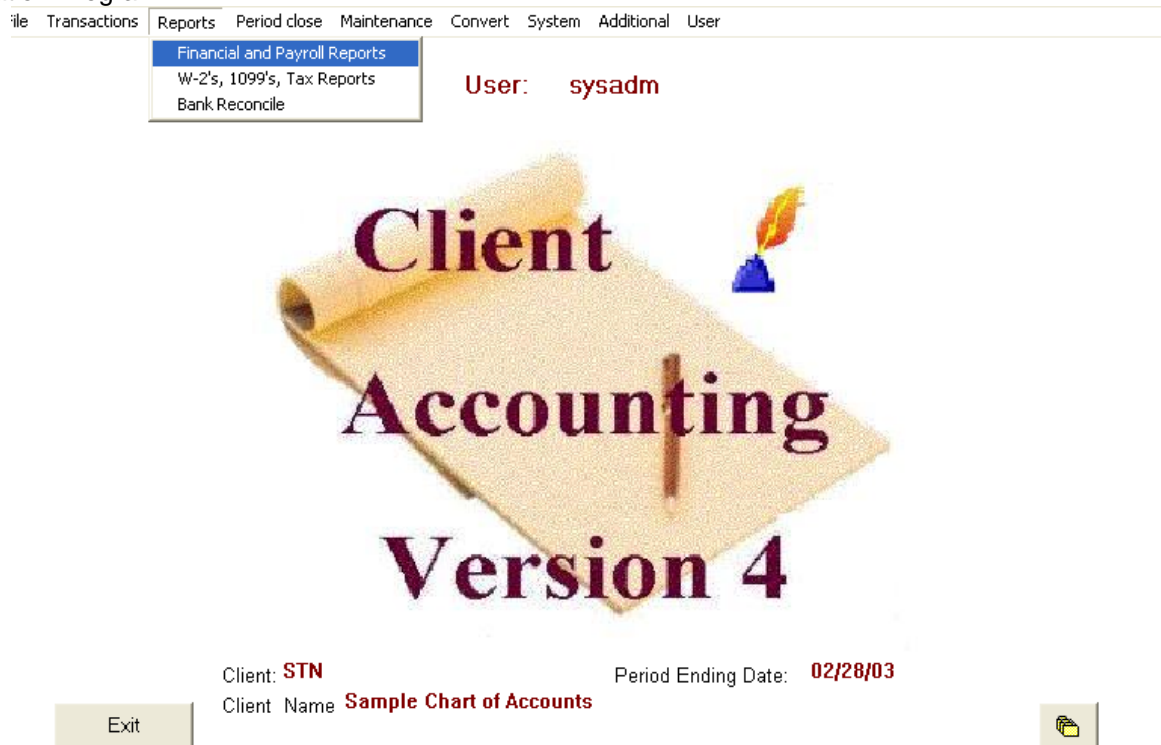 ile Transactions Reports Period close Maintenance Convert System Additional User
Financial and Payroll Reports
W-2's, 1099's, Tax Reports
Bank Reconcile
User: sysadm
Client
Accounting
Version 4
Client: STN Period Ending Date: 02/28/03
Client Name Sample Chart of Accounts
Exit